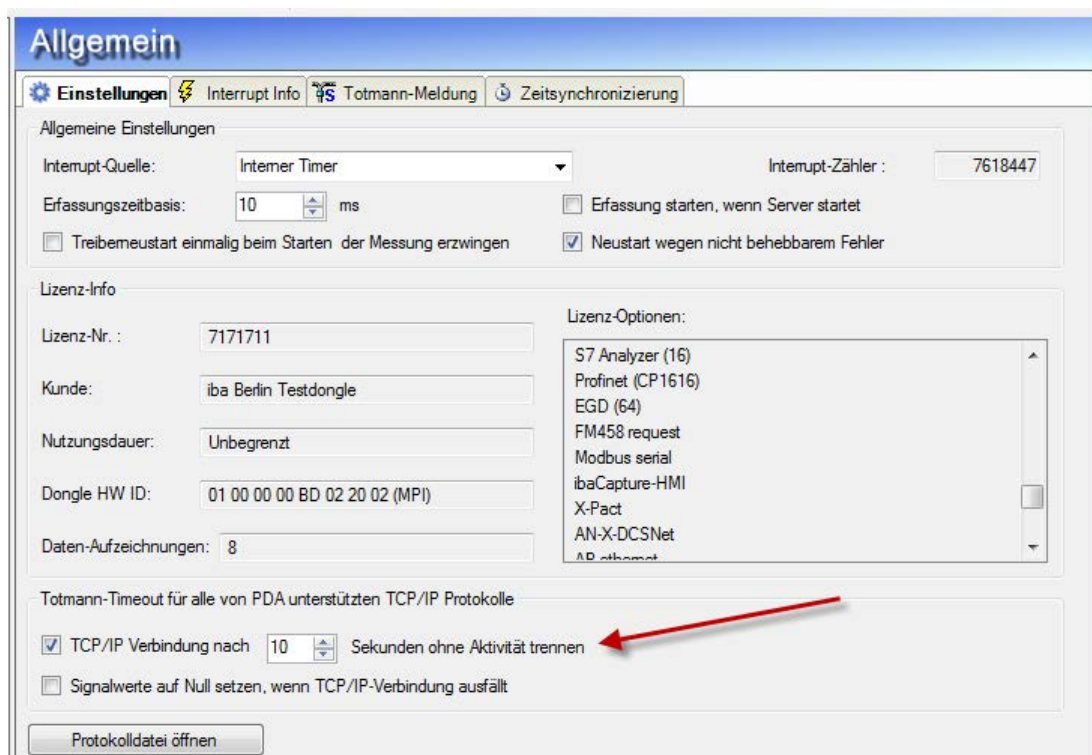 Allgemein
Einstellungen Interrupt Info Totmann-Meldung Zeitsynchronizierung
Allgemeine Einstellungen
Interrupt-Quelle: Interner Timer Interrupt-Zähler : 7618447
Erfassungszeitbasis: 10 ms Erfassung starten, wenn Server startet
Treiberneustart einmalig beim Starten der Messung erzwingen Neustart wegen nicht behebbarem Fehler
Lizenz-Info
Lizenz-Nr. : 7171711
Kunde: iba Berlin Testdongle
Nutzungsdauer: Unbegrenzt
Dongle HW ID: 01 00 00 00 BD 02 20 02 (MPI)
Daten-Aufzeichnungen: 8
Lizenz-Optionen:
S7 Analyzer (16)
Profinet (CP1616)
EGD (64)
FM458 request
Modbus serial
ibaCapture-HMI
X-Pact
AN-X-DCSNet
Totmann-Timeout für alle von PDA unterstützten TCP/IP Protokolle
TCP/IP Verbindung nach 10 Sekunden ohne Aktivität trennen
Signalwerte auf Null setzen, wenn TCP/IP-Verbindung ausfällt
Protokolldatei öffnen